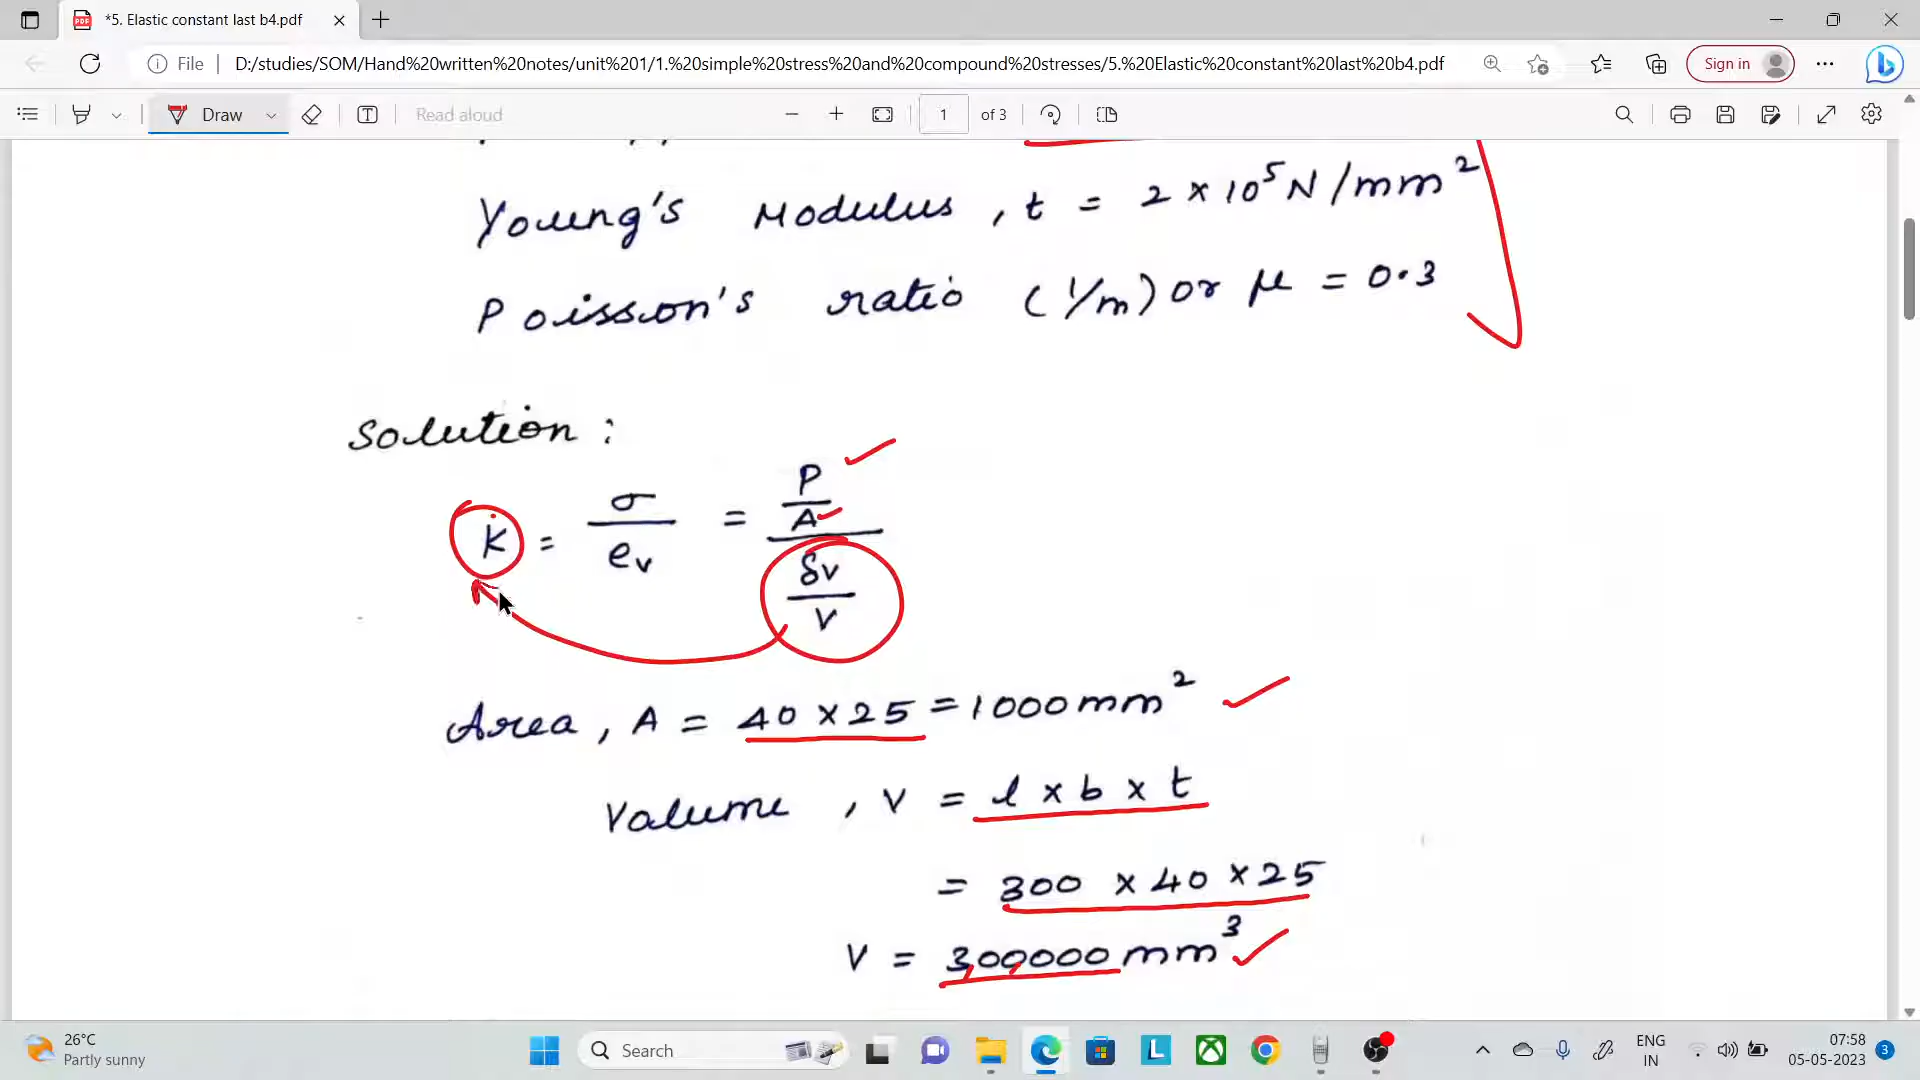 *5. Elastic constant last b4.pdf
File
D:/studies/SOM/Hand%20written%20notes/unit%201/1.%20simple%20stress%20and%20compound%20stresses/5.%20Elastic%20constant%20last%20b4.pdf
Sign in
Draw
Read aloud
1 of 3
Young's Modulus, t = 2 × 10⁵ N/mm²
Poisson's ratio (1/m) or μ = 0.3
Solution :
K = σ/eᵥ = (P/A)/(δv/v)
Area, A = 40 × 25 = 1000 mm²
Valume, V = l × b × t
= 300 × 40 × 25
V = 300000 mm³
26°C
Partly sunny
Search
ENG
IN
07:58
05-05-2023
3